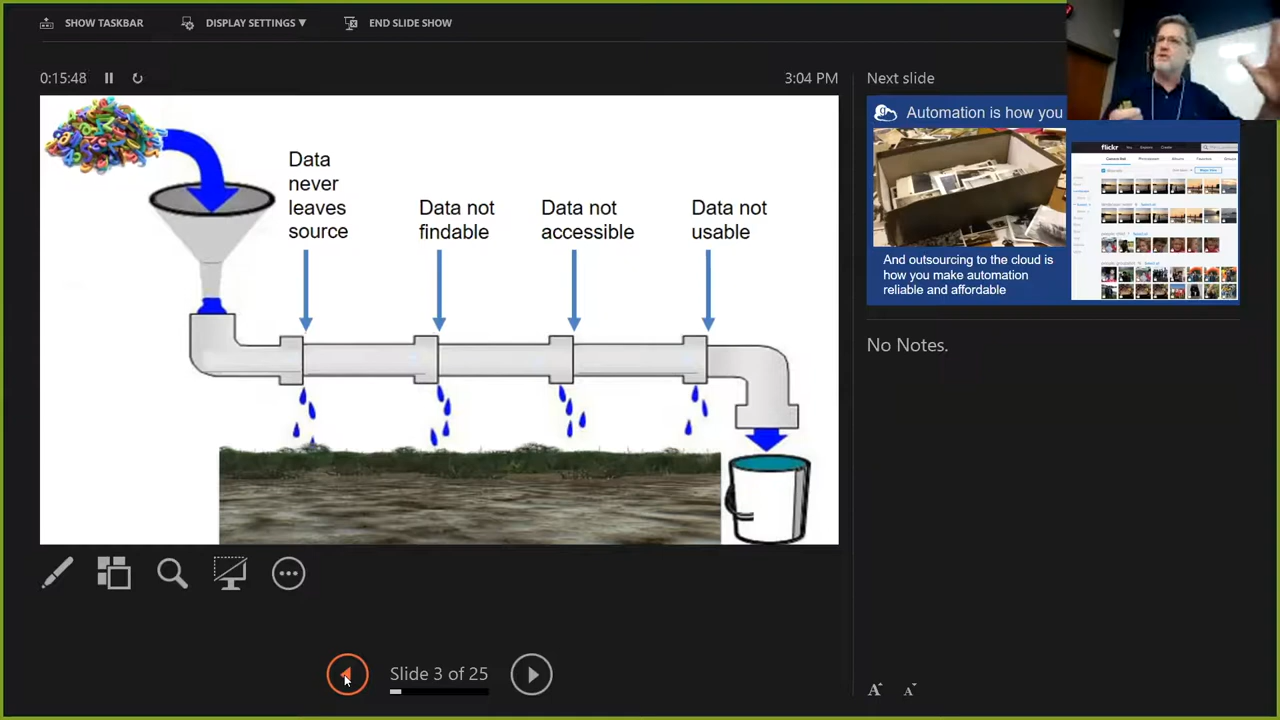 SHOW TASKBAR
DISPLAY SETTINGS ▼
END SLIDE SHOW
0:15:48
3:04 PM
Data
never
leaves
source
Data not
findable
Data not
accessible
Data not
usable
Next slide
Automation is how you
And outsourcing to the cloud is
how you make automation
reliable and affordable
flickr
No Notes.
Slide 3 of 25
A A